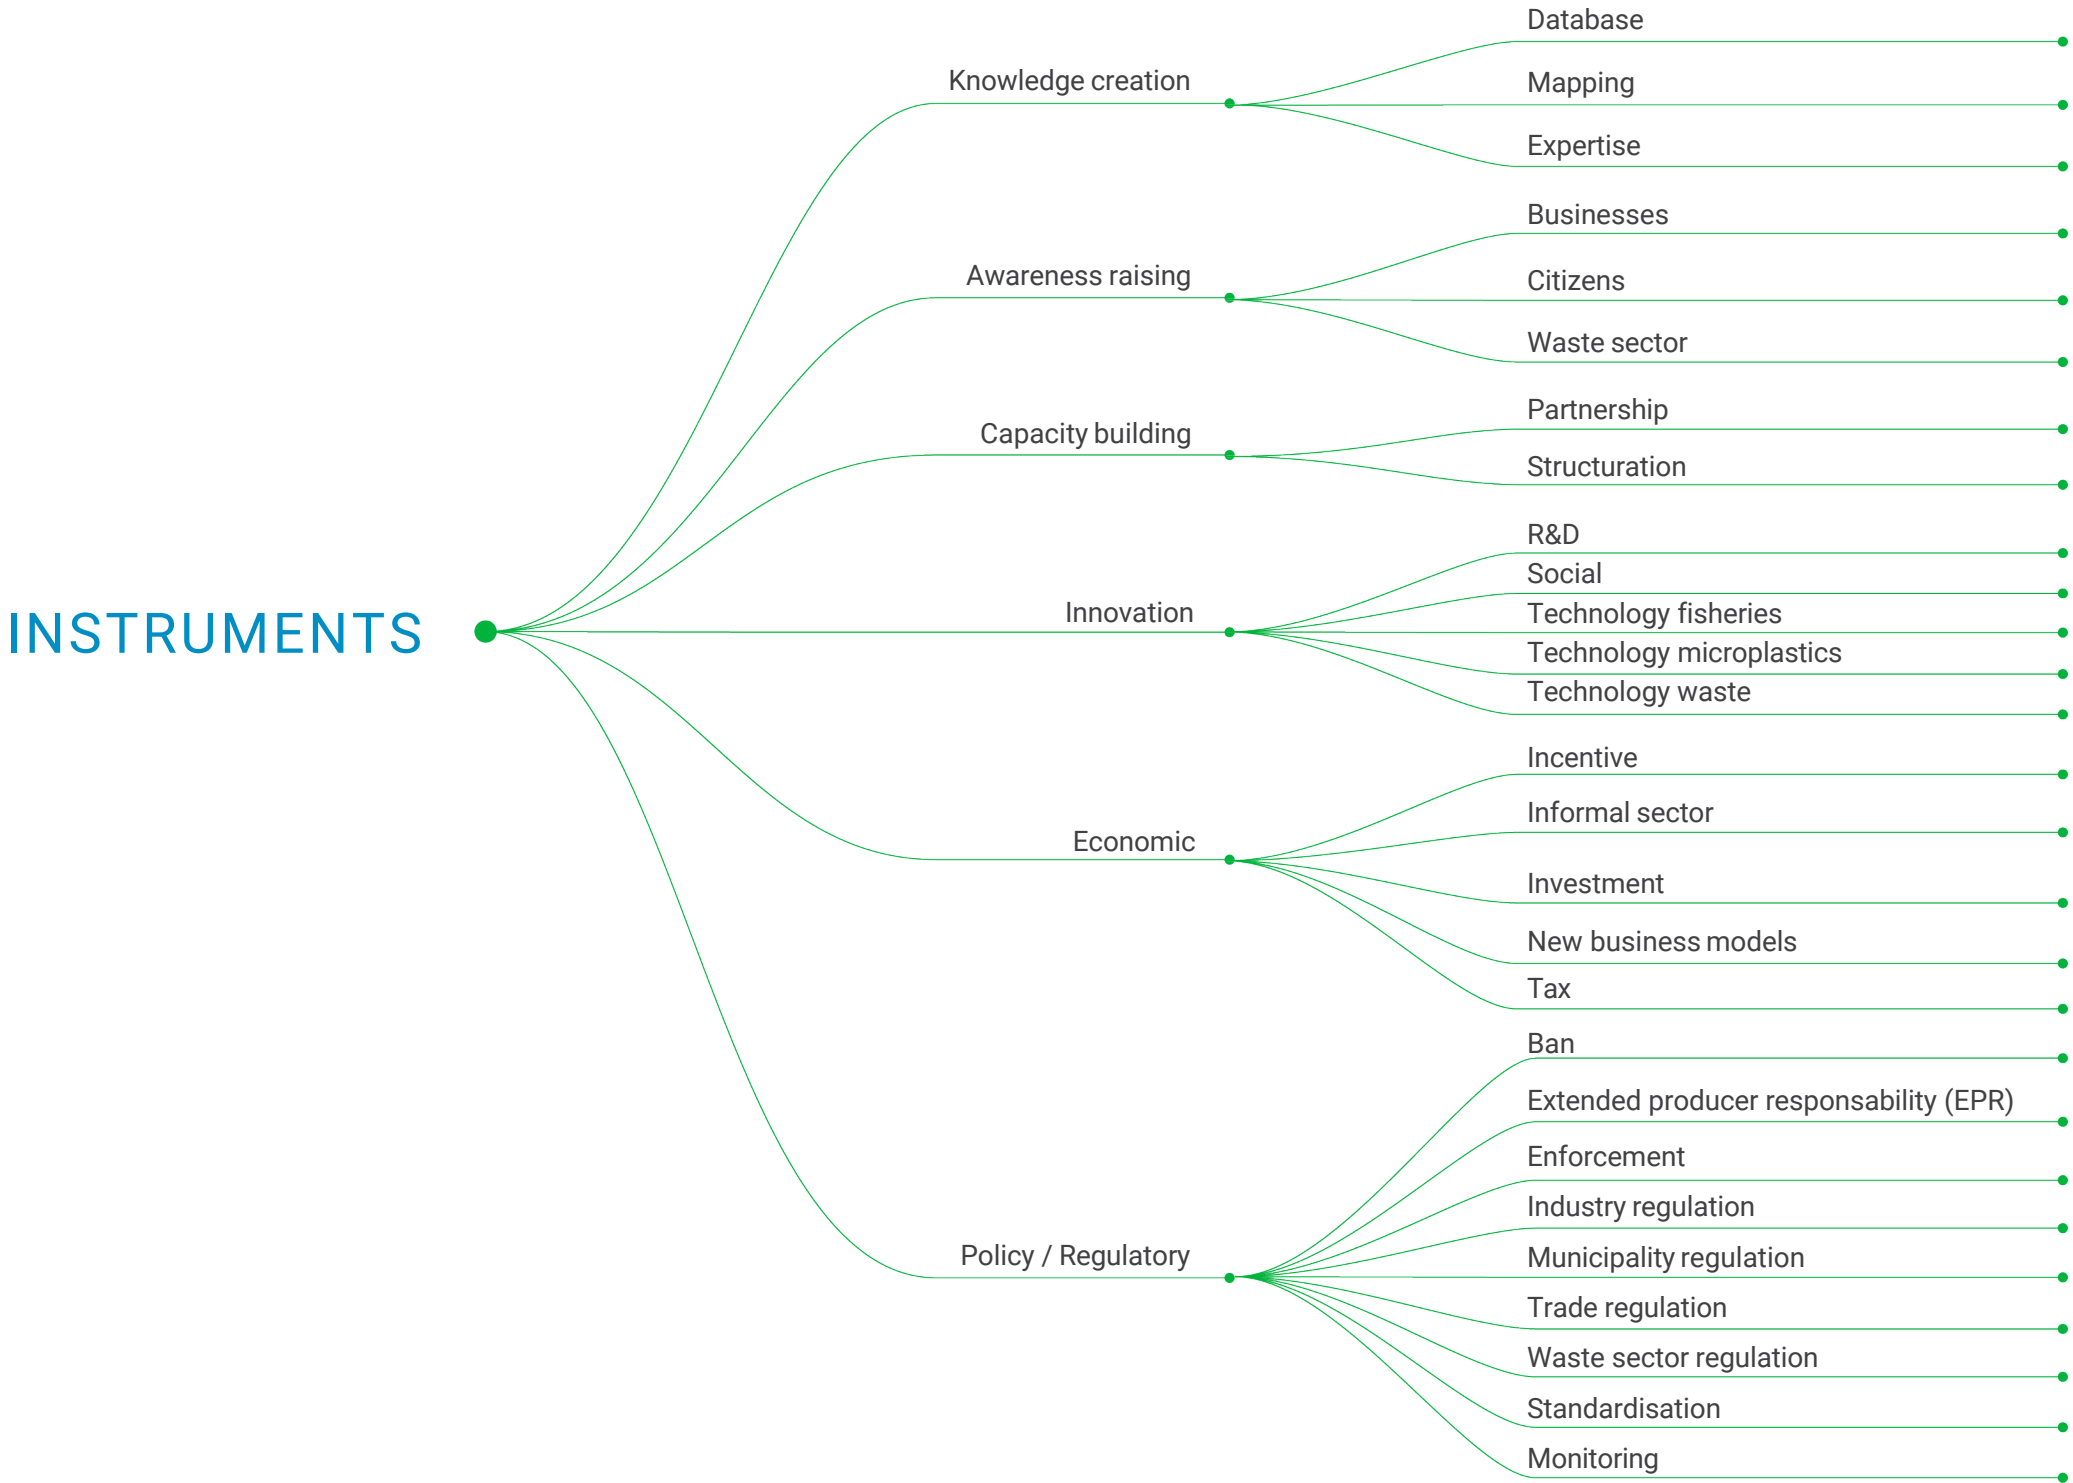 INSTRUMENTS
Knowledge creation
Database
Mapping
Expertise
Awareness raising
Businesses
Citizens
Waste sector
Capacity building
Partnership
Structuration
Innovation
R&D
Social
Technology fisheries
Technology microplastics
Technology waste
Economic
Incentive
Informal sector
Investment
New business models
Tax
Policy / Regulatory
Ban
Extended producer responsability (EPR)
Enforcement
Industry regulation
Municipality regulation
Trade regulation
Waste sector regulation
Standardisation
Monitoring